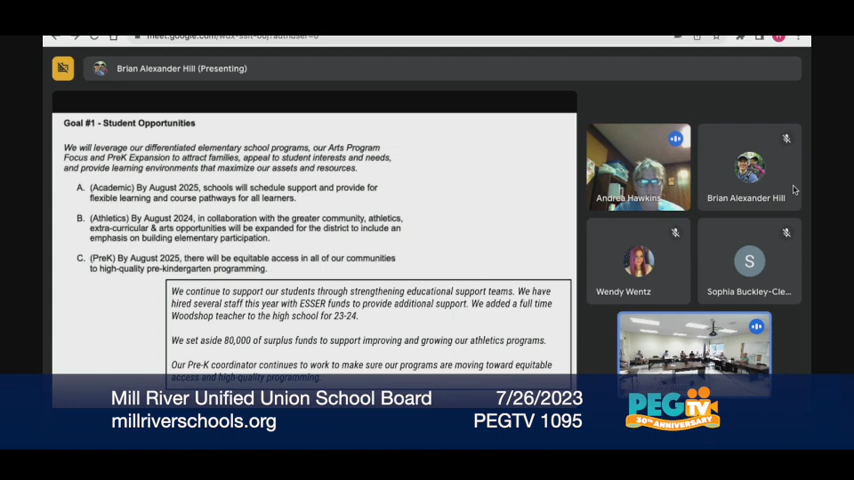 Brian Alexander Hill (Presenting)
Goal #1 - Student Opportunities
We will leverage our differentiated elementary school programs, our Arts Program
Focus and PreK Expansion to attract families, appeal to student interests and needs,
and provide learning environments that maximize our assets and resources.
A. (Academic) By August 2025, schools will schedule support and provide for
flexible learning and course pathways for all learners.
B. (Athletics) By August 2024, in collaboration with the greater community, athletics,
extra-curricular & arts opportunities will be expanded for the district to include an
emphasis on building elementary participation.
C. (PreK) By August 2025, there will be equitable access in all of our communities
to high-quality pre-kindergarten programming.
We continue to support our students through strengthening educational support teams. We have
hired several staff this year with ESSER funds to provide additional support. We added a full time
Woodshop teacher to the high school for 23-24.
We set aside 80,000 of surplus funds to support improving and growing our athletics programs.
Our Pre-K coordinator continues to work to make sure our programs are moving toward equitable
access and high-quality programming.
Andrea Hawkins
Brian Alexander Hill
Wendy Wentz
S
Sophia Buckley-Cle...
Mill River Unified Union School Board 7/26/2023
millriverschools.org PEGTV 1095
PEGTV
30TH ANNIVERSARY